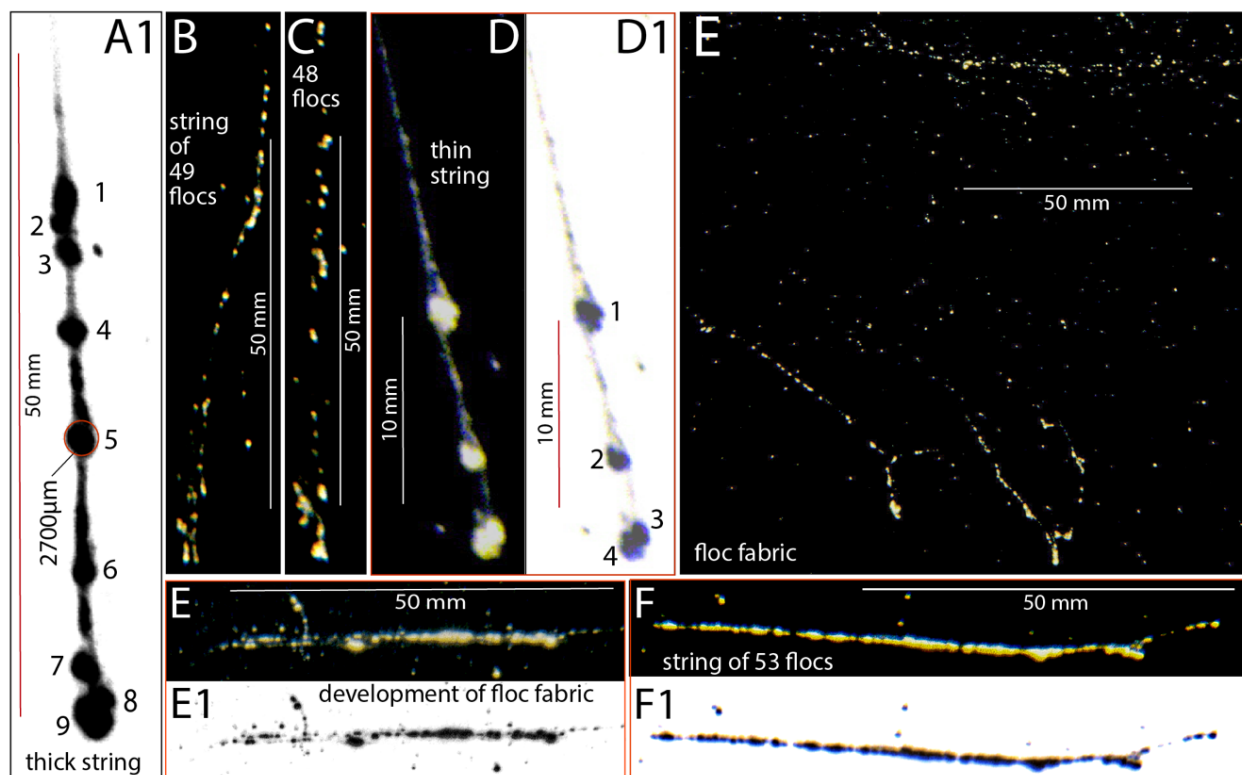 A1
1
2
3
4
50 mm
5
2700µm
6
7
8
9
thick string
B
string
of
49
flocs
50 mm
C
48
flocs
50 mm
D
thin
string
10 mm
D1
1
10 mm
2
3
4
E
50 mm
floc fabric
E
50 mm
E1
development of floc fabric
F
50 mm
string of 53 flocs
F1